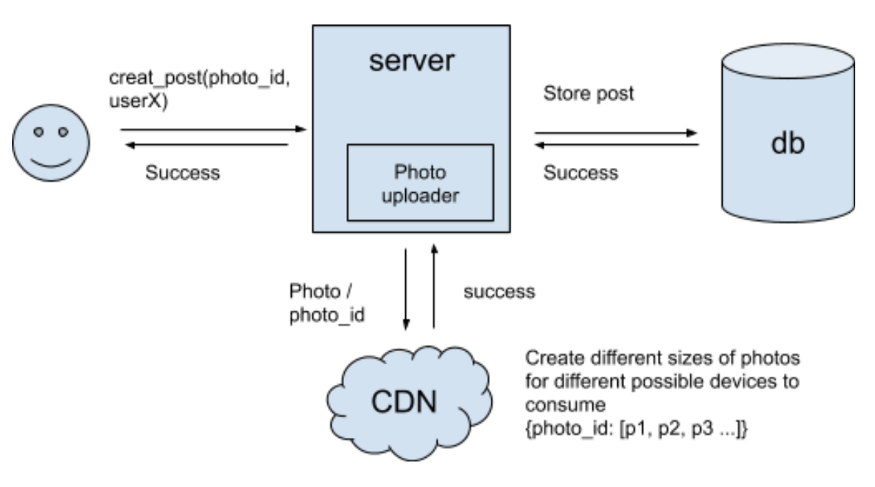 server
creat_post(photo_id,
userX)
Success
Photo
uploader
Store post
Success
db
Photo /
photo_id
success
CDN
Create different sizes of photos
for different possible devices to
consume
{photo_id: [p1, p2, p3 ...]}